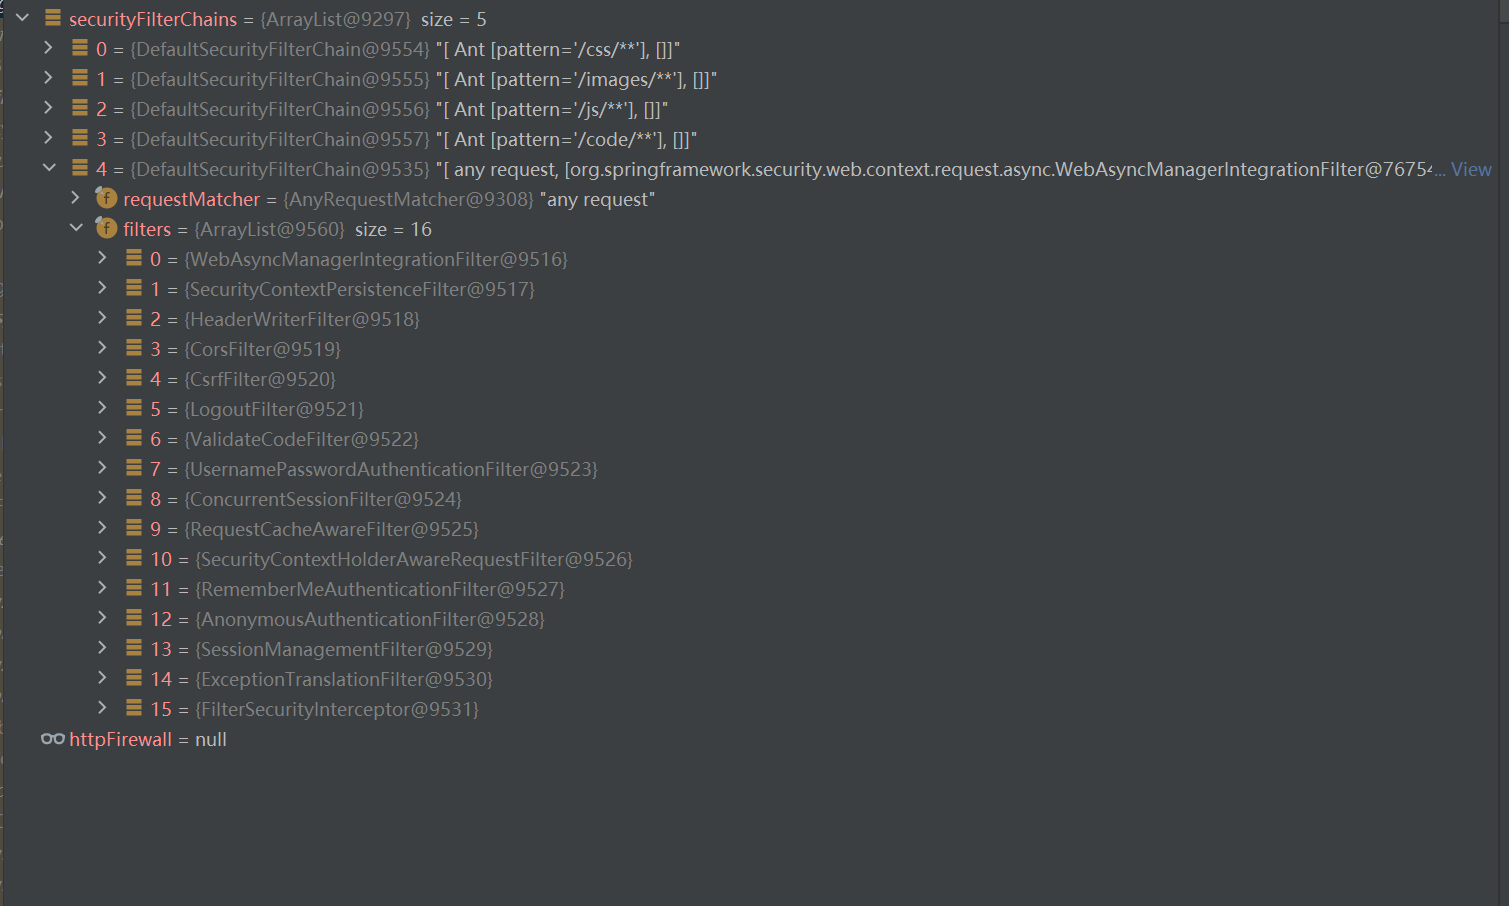 securityFilterChains = {ArrayList@9297} size = 5
0 = {DefaultSecurityFilterChain@9554} "[ Ant [pattern='/css/**'], []]"
1 = {DefaultSecurityFilterChain@9555} "[ Ant [pattern='/images/**'], []]"
2 = {DefaultSecurityFilterChain@9556} "[ Ant [pattern='/js/**'], []]"
3 = {DefaultSecurityFilterChain@9557} "[ Ant [pattern='/code/**'], []]"
4 = {DefaultSecurityFilterChain@9535} "[ any request, [org.springframework.security.web.context.request.async.WebAsyncManagerIntegrationFilter@76754... View
f requestMatcher = {AnyRequestMatcher@9308} "any request"
f filters = {ArrayList@9560} size = 16
0 = {WebAsyncManagerIntegrationFilter@9516}
1 = {SecurityContextPersistenceFilter@9517}
2 = {HeaderWriterFilter@9518}
3 = {CorsFilter@9519}
4 = {CsrfFilter@9520}
5 = {LogoutFilter@9521}
6 = {ValidateCodeFilter@9522}
7 = {UsernamePasswordAuthenticationFilter@9523}
8 = {ConcurrentSessionFilter@9524}
9 = {RequestCacheAwareFilter@9525}
10 = {SecurityContextHolderAwareRequestFilter@9526}
11 = {RememberMeAuthenticationFilter@9527}
12 = {AnonymousAuthenticationFilter@9528}
13 = {SessionManagementFilter@9529}
14 = {ExceptionTranslationFilter@9530}
15 = {FilterSecurityInterceptor@9531}
httpFirewall = null